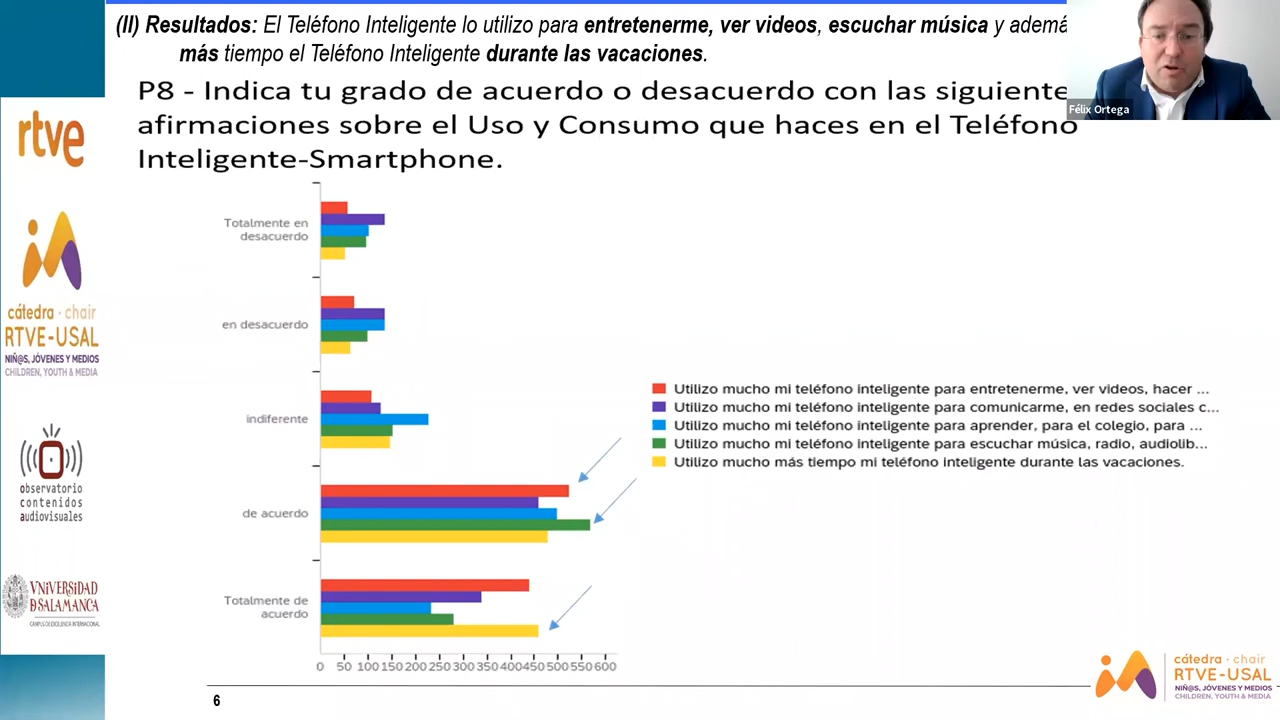 (II) Resultados: El Teléfono Inteligente lo utilizo para entretenerme, ver videos, escuchar música y ademá
más tiempo el Teléfono Inteligente durante las vacaciones.
Félix Ortega
P8 - Indica tu grado de acuerdo o desacuerdo con las siguiente
afirmaciones sobre el Uso y Consumo que haces en el Teléfono
Inteligente-Smartphone.
rtve
cátedra · chair
RTVE-USAL
NIÑ@S, JÓVENES Y MEDIOS
CHILDREN, YOUTH & MEDIA
observatorio
contenidos
audiovisuales
VNiVERSiDAD
D SALAMANCA
CAMPUS DE EXCELENCIA INTERNACIONAL
Totalmente en
desacuerdo
en desacuerdo
indiferente
de acuerdo
Totalmente de
acuerdo
0 50 100 150 200 250 300 350 400 450 500 550 600
Utilizo mucho mi teléfono inteligente para entretenerme, ver videos, hacer ...
Utilizo mucho mi teléfono inteligente para comunicarme, en redes sociales c...
Utilizo mucho mi teléfono inteligente para aprender, para el colegio, para ...
Utilizo mucho mi teléfono inteligente para escuchar música, radio, audiolib...
Utilizo mucho más tiempo mi teléfono inteligente durante las vacaciones.
6
cátedra · chair
RTVE-USAL
NIÑ@S, JÓVENES Y MEDIOS
CHILDREN, YOUTH & MEDIA